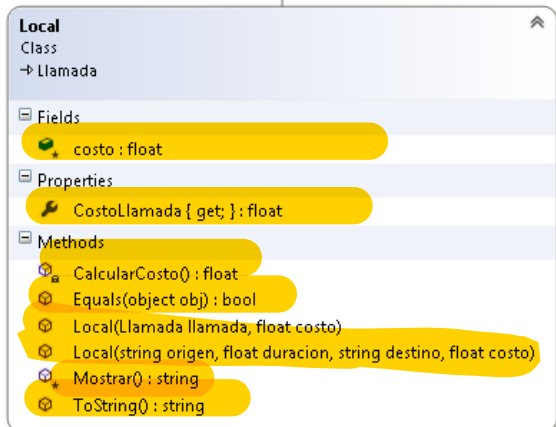 Local
Class
→ Llamada
Fields
costo : float
Properties
CostoLlamada { get; } : float
Methods
CalcularCosto() : float
Equals(object obj) : bool
Local(Llamada llamada, float costo)
Local(string origen, float duracion, string destino, float costo)
Mostrar() : string
ToString() : string